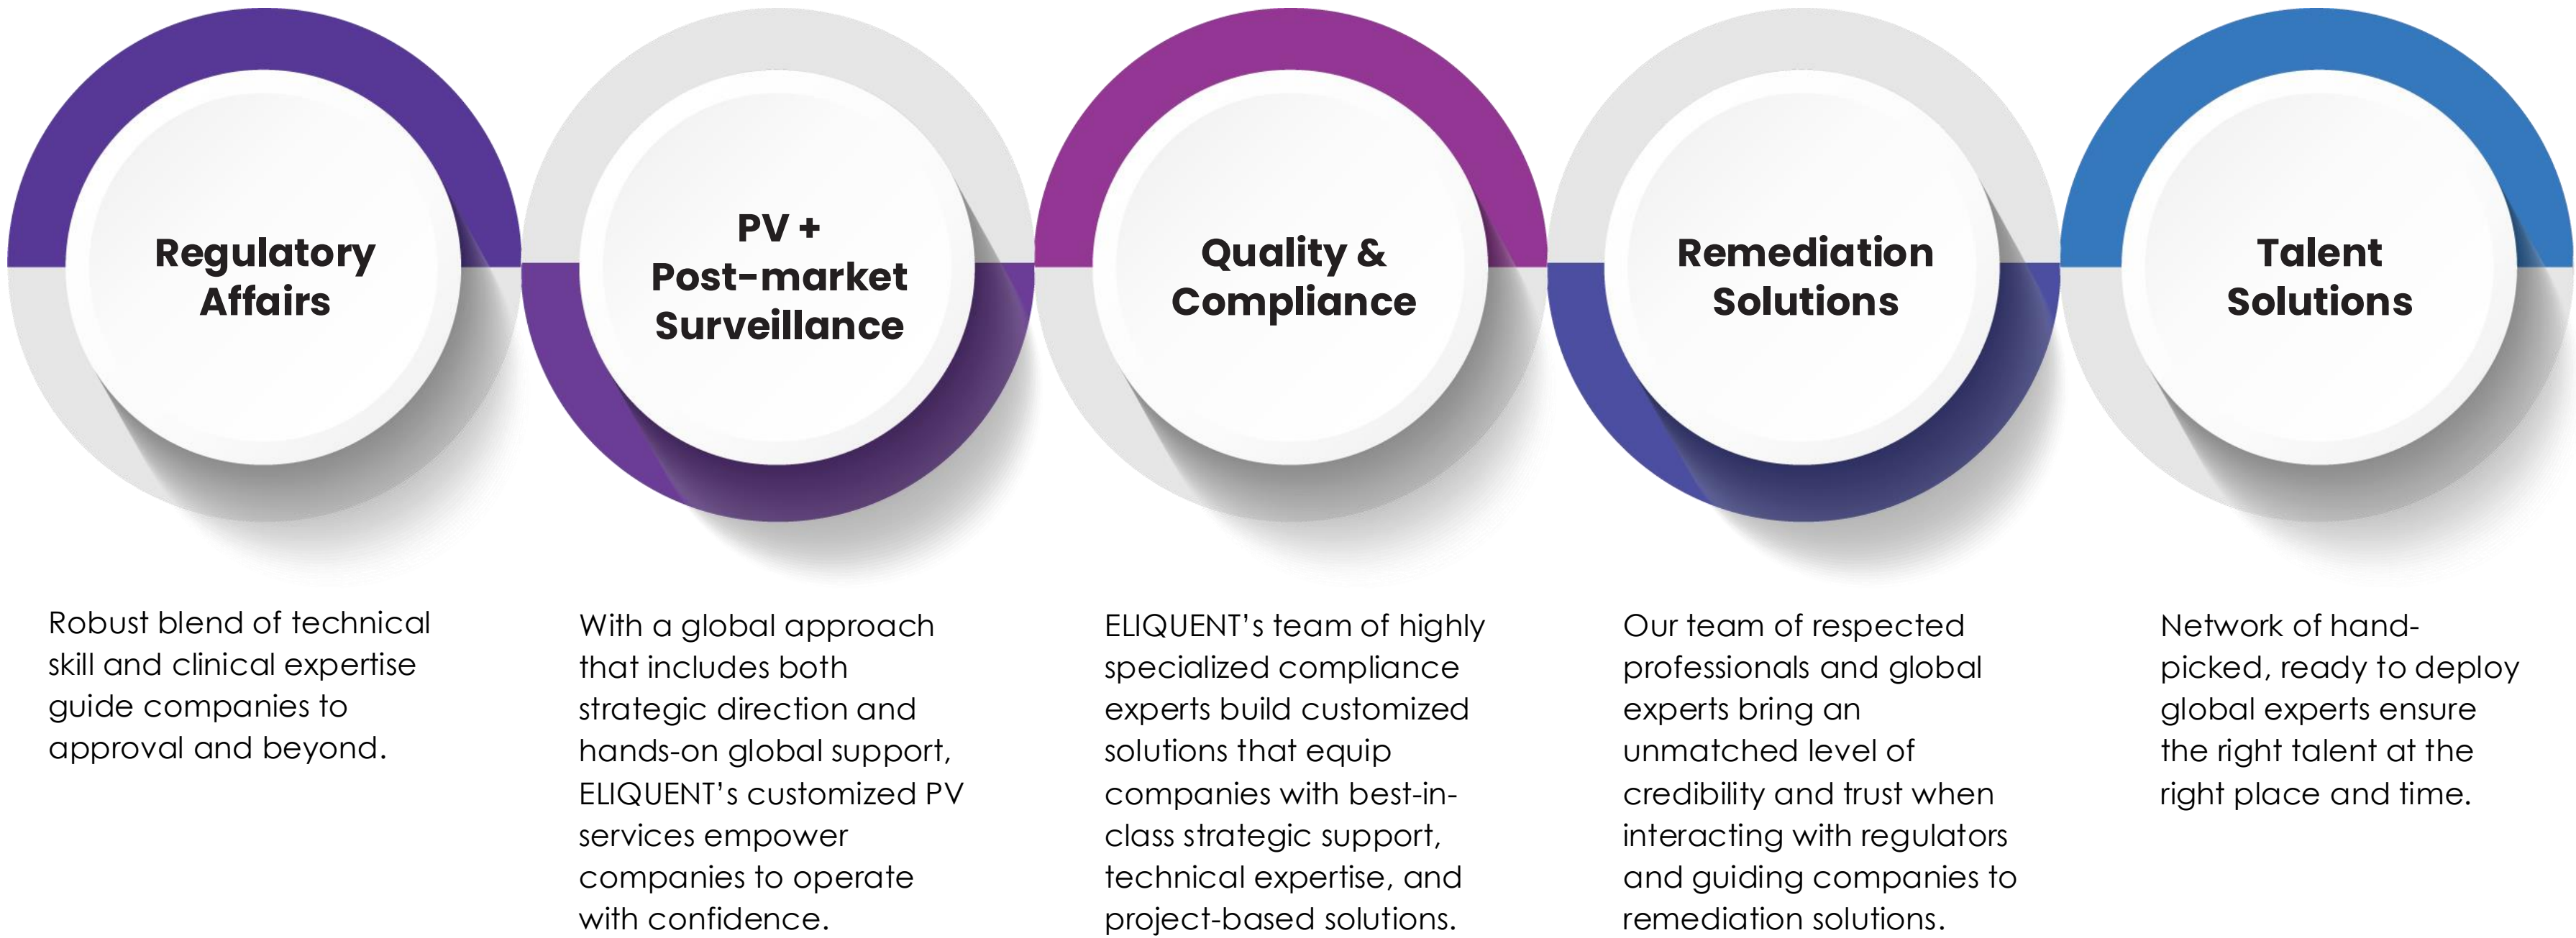 Regulatory
Affairs
PV +
Post-market
Surveillance
Quality &
Compliance
Remediation
Solutions
Talent
Solutions
Robust blend of technical
skill and clinical expertise
guide companies to
approval and beyond.
With a global approach
that includes both
strategic direction and
hands-on global support,
ELIQUENT’s customized PV
services empower
companies to operate
with confidence.
ELIQUENT’s team of highly
specialized compliance
experts build customized
solutions that equip
companies with best-in-
class strategic support,
technical expertise, and
project-based solutions.
Our team of respected
professionals and global
experts bring an
unmatched level of
credibility and trust when
interacting with regulators
and guiding companies to
remediation solutions.
Network of hand-
picked, ready to deploy
global experts ensure
the right talent at the
right place and time.